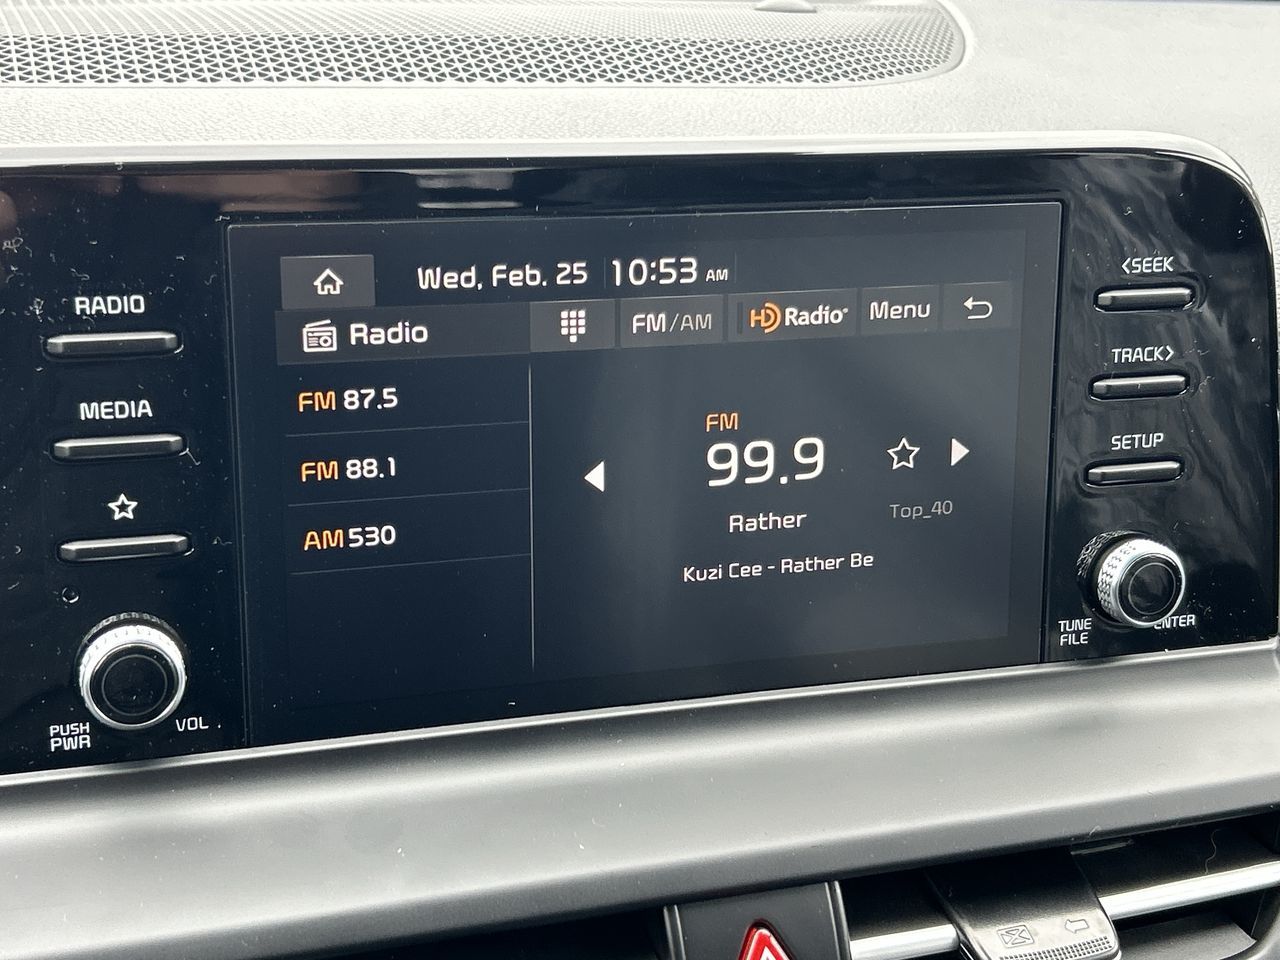 RADIO
MEDIA
PUSH
PWR
VOL
Wed, Feb. 25 10:53 AM
Radio
FM/AM
HD Radio®
Menu
FM 87.5
FM 88.1
AM 530
FM
99.9
Rather
Top_40
Kuzi Cee - Rather Be
<SEEK
TRACK>
SETUP
TUNE
FILE
ENTER